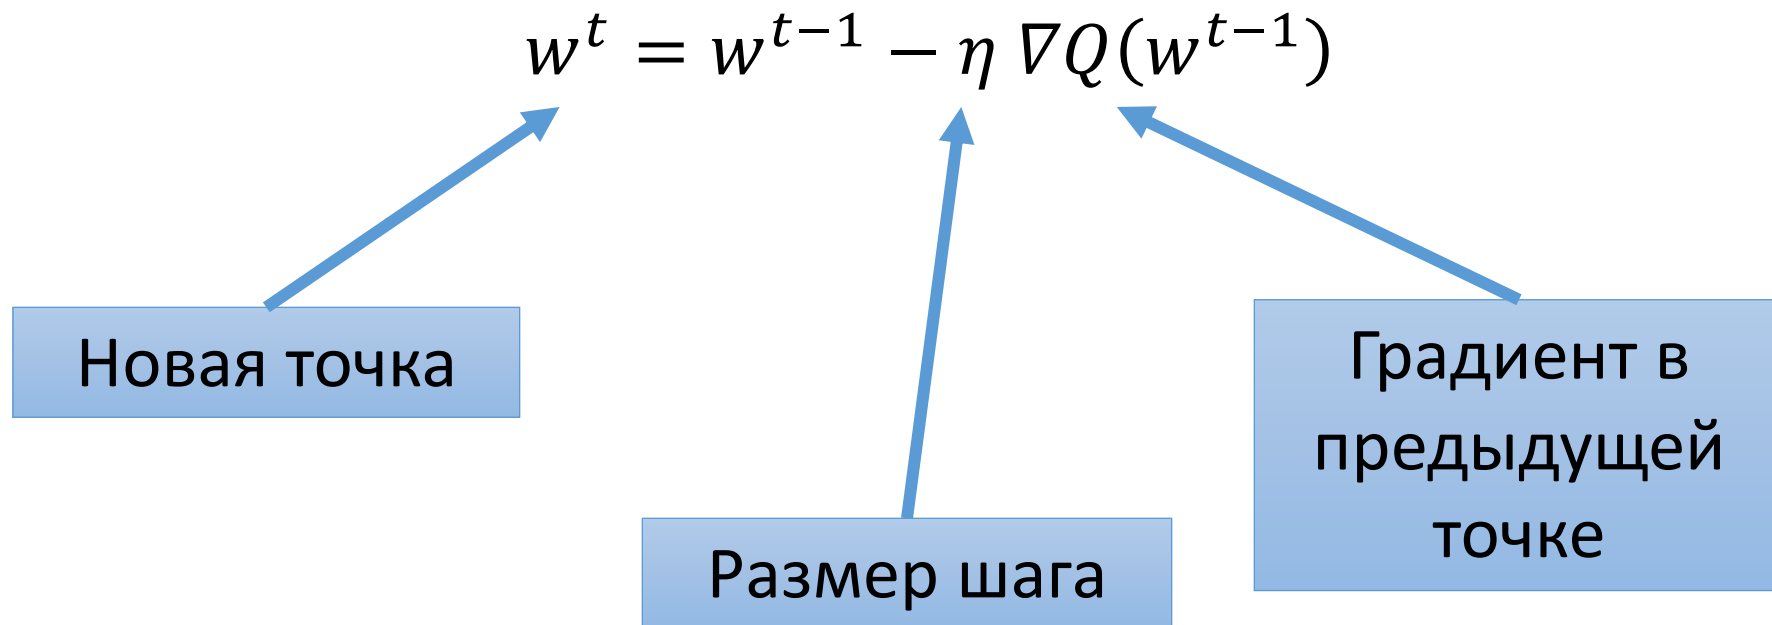 w^t = w^{t−1} − η ∇Q(w^{t−1})
Новая точка
Градиент в
предыдущей
точке
Размер шага